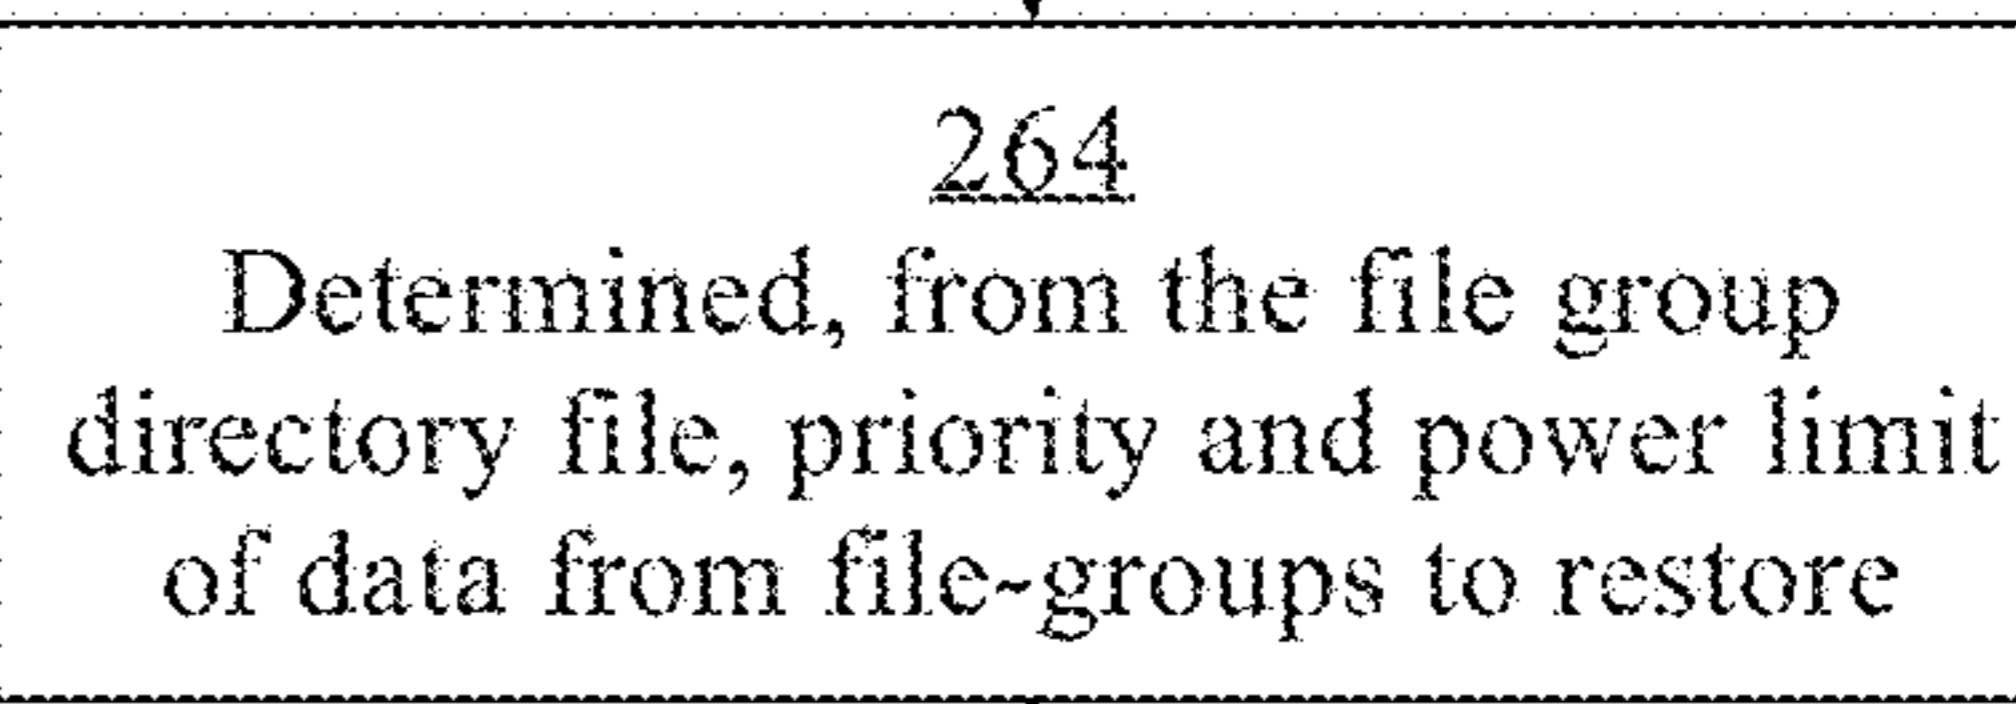 264
Determined, from the file group
directory file, priority and power limit
of data from file-groups to restore